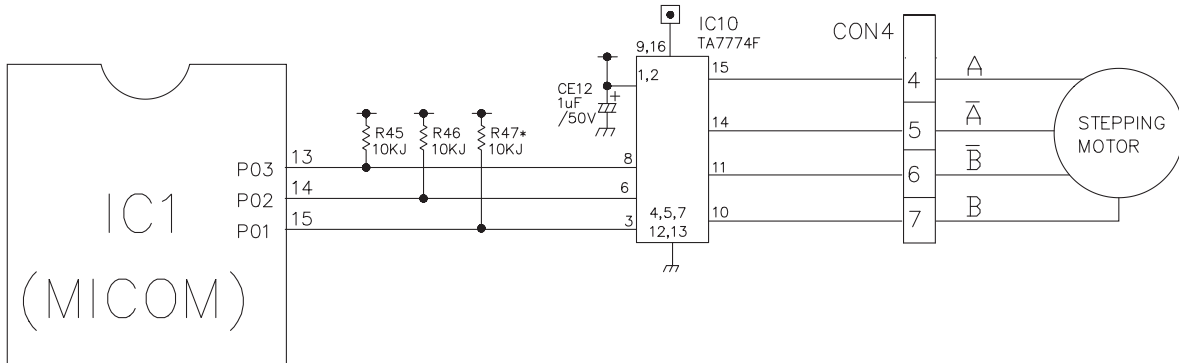 IC10
TA7774F
CON4
9,16
1,2
15
4
A
CE12
1uF
/50V
+
R45
10KJ
R46
10KJ
R47*
10KJ
14
5
A̅
STEPPING
MOTOR
P03
13
8
11
6
B̅
P02
14
6
P01
15
3
4,5,7
12,13
10
7
B
IC1
(MICOM)